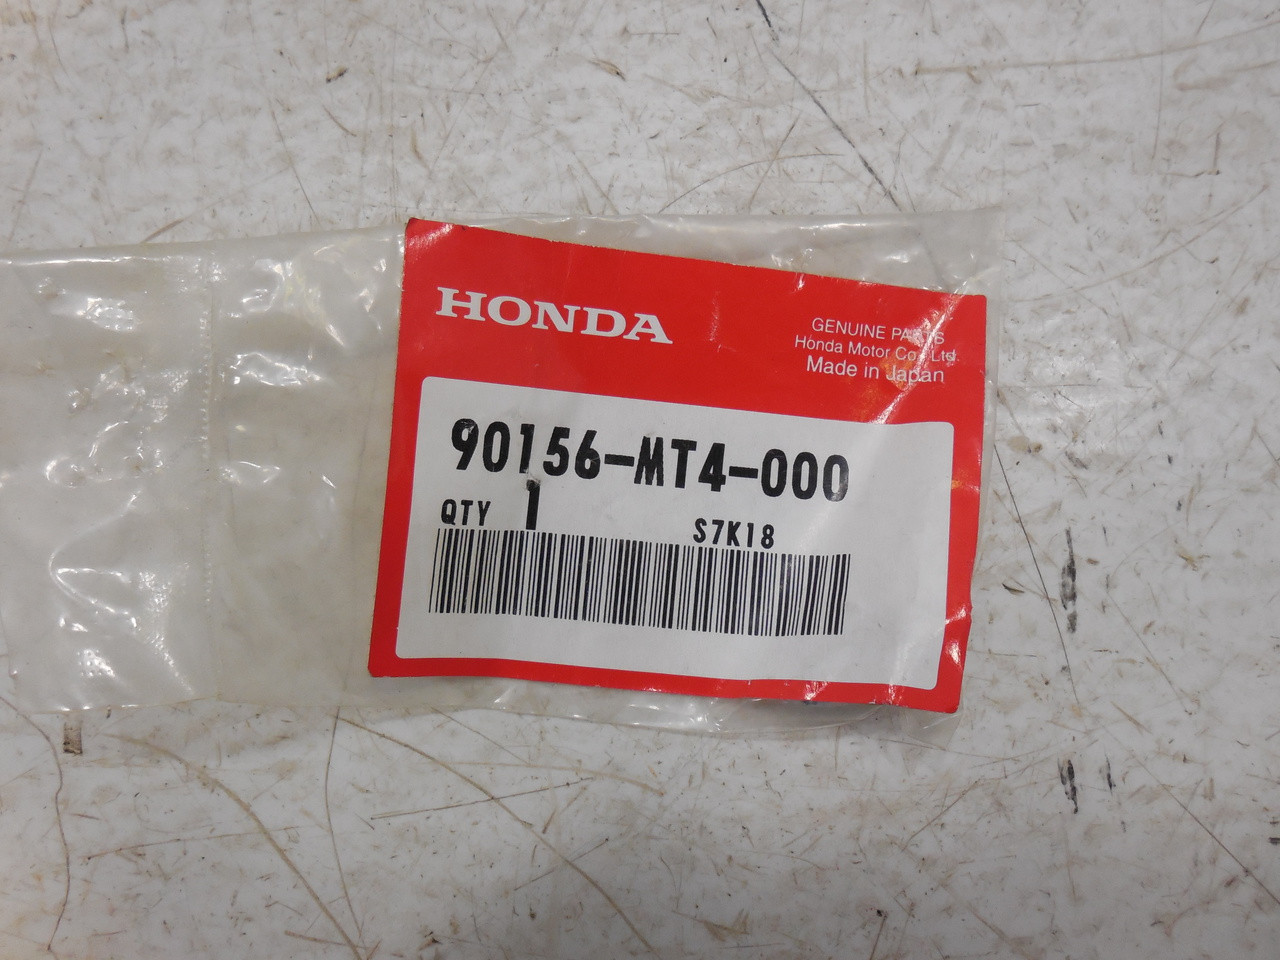 HONDA
GENUINE PARTS
Honda Motor Co., Ltd.
Made in Japan
90156-MT4-000
QTY 1 S7K18